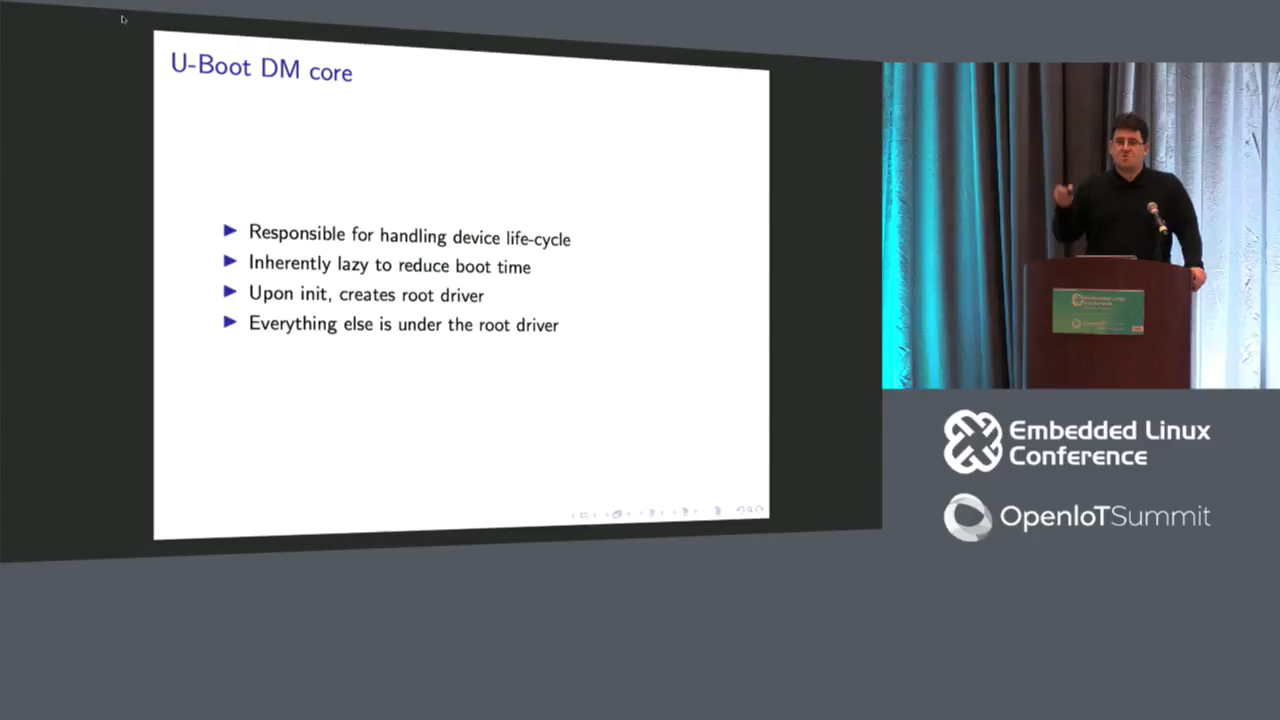 U-Boot DM core
Responsible for handling device life-cycle
Inherently lazy to reduce boot time
Upon init, creates root driver
Everything else is under the root driver
Embedded Linux
Conference
OpenIoTSummit